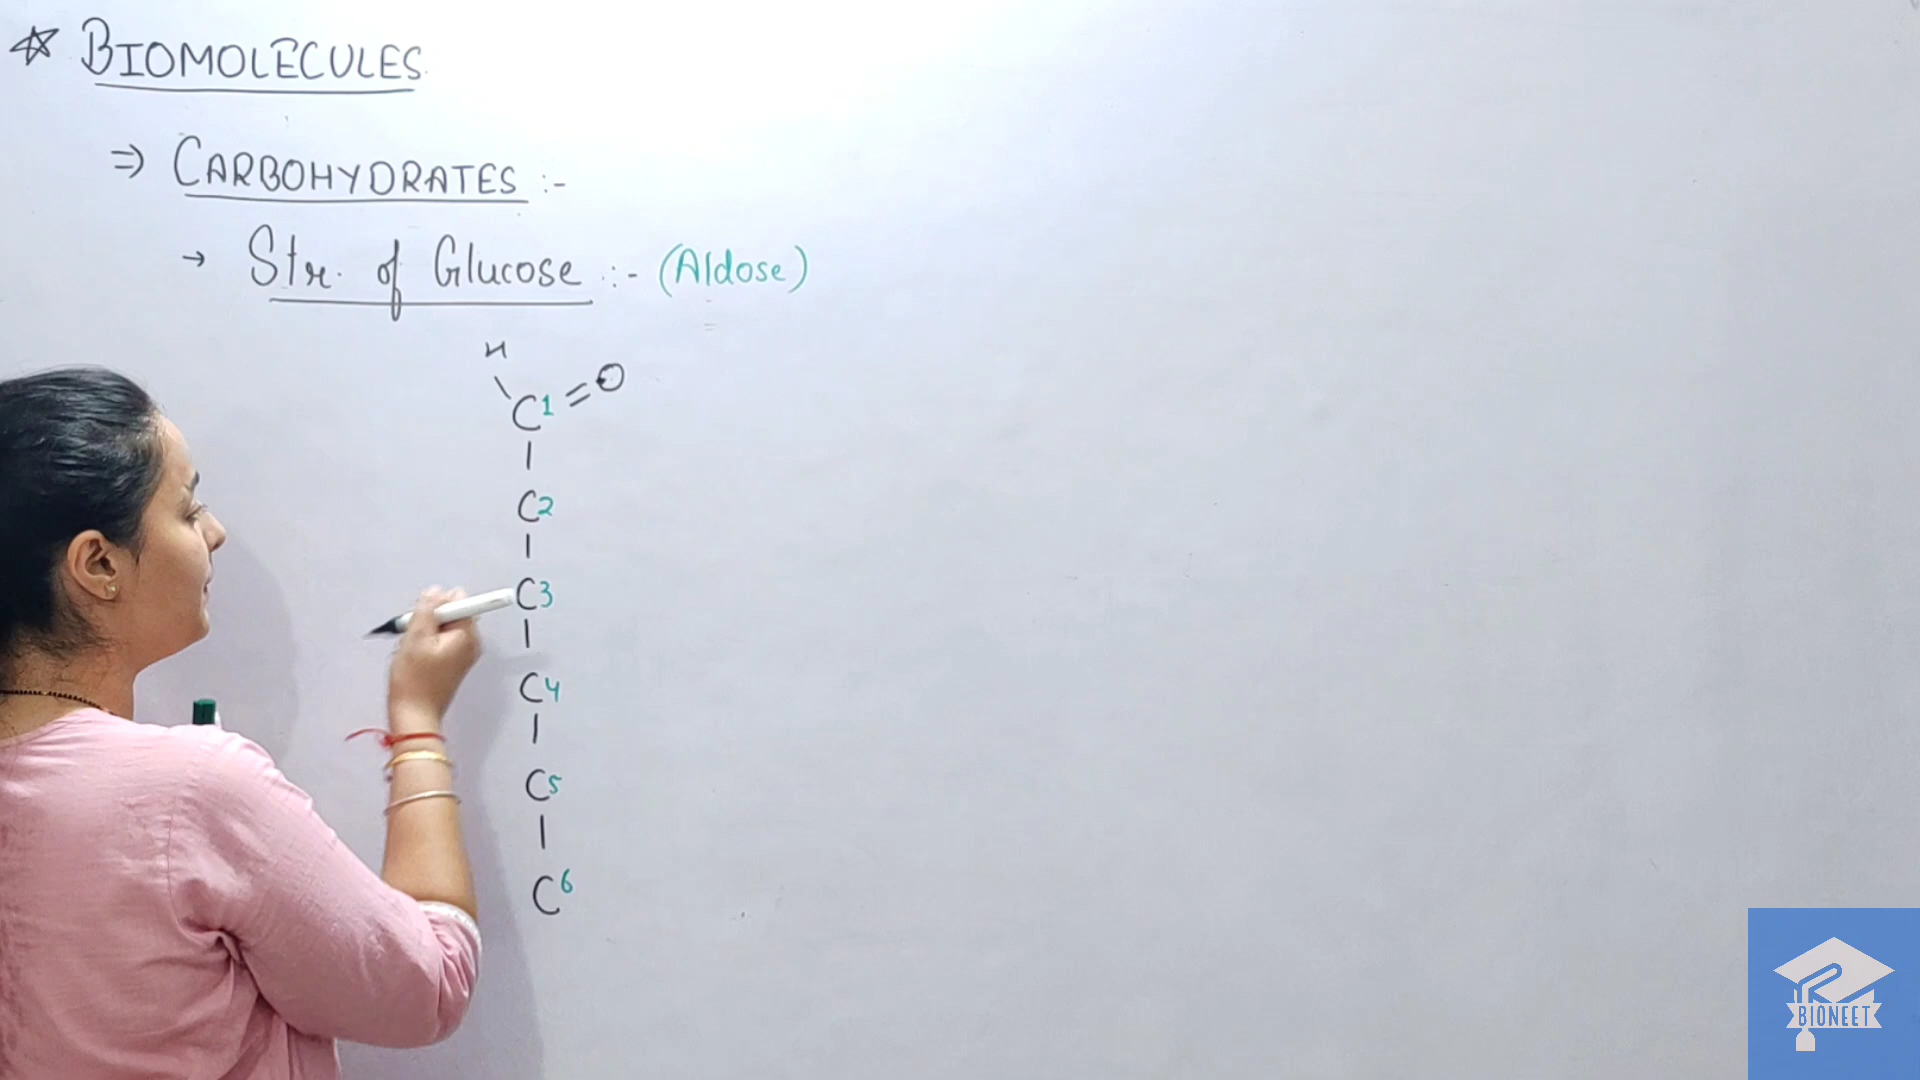 ☆ BIOMOLECULES
⇒ CARBOHYDRATES :-
→ Str. of Glucose :- (Aldose)
H
C1 = O
C2
C3
C4
C5
C6
BIONEET